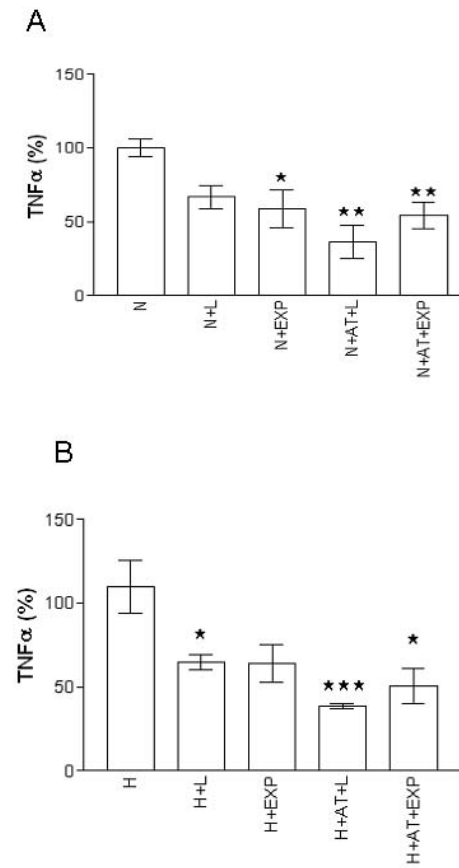 A
TNFα (%)
150
100
50
0
★
★★
★★
N
N+L
N+EXP
N+AT+L
N+AT+EXP
B
TNFα (%)
150
100
50
0
★
★★★
★
H
H+L
H+EXP
H+AT+L
H+AT+EXP